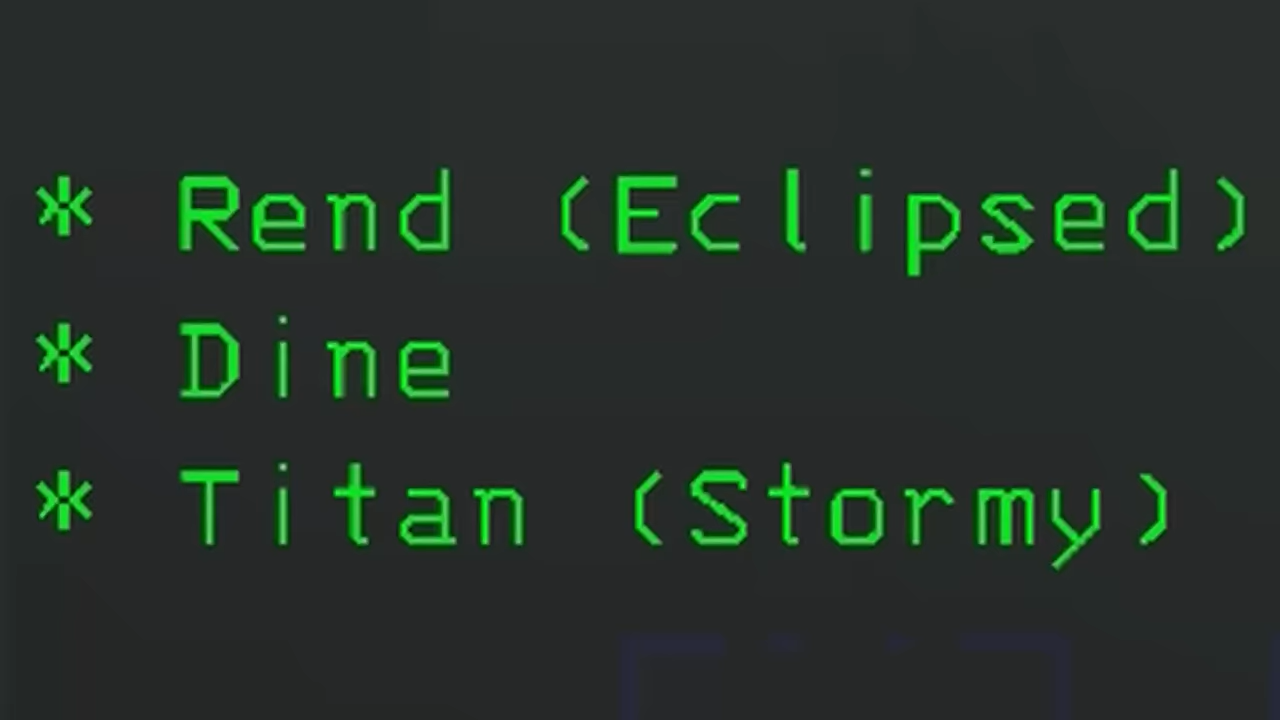 * Rend (Eclipsed)
* Dine
* Titan (Stormy)